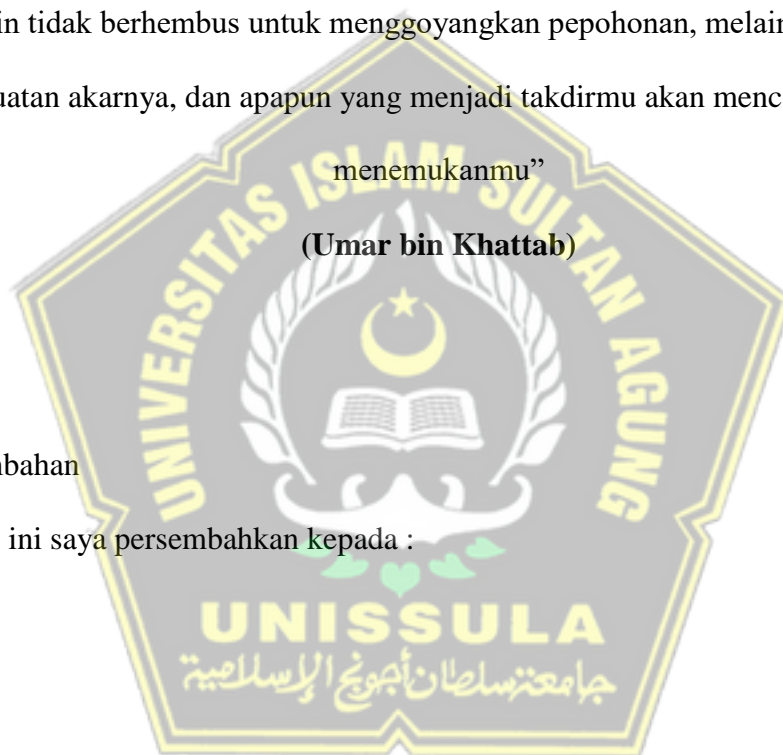 in tidak berhembus untuk menggoyangkan pepohonan, melain
uatan akarnya, dan apapun yang menjadi takdirmu akan menc
menemukanmu”
(Umar bin Khattab)
nbahan
ini saya persembahkan kepada :
UNIVERSITAS ISLAM SULTAN AGUNG
UNISSULA
جامعة سلطان أجونج الإسلامية